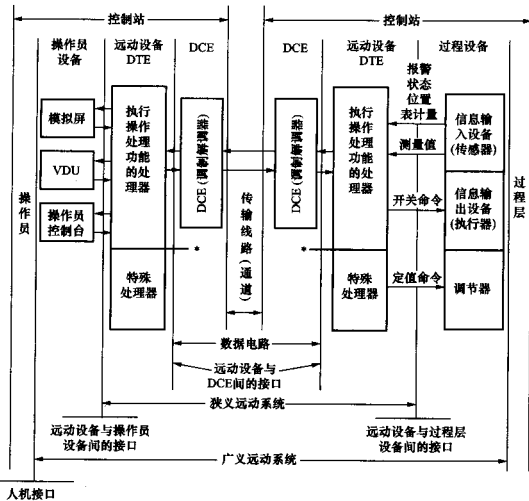 控制站
控制站
操作员
设备
远动设备
DTE
DCE
DCE
远动设备
DTE
过程设备
报警
状态
位置
表计量
测量值
开关命令
定值命令
操作员
模拟屏
VDU
操作员
控制台
执行
操作
处理
功能
的处
理器
特殊
处理器
DCE(调制解调器)
*
传输线路(通道)
DCE(调制解调器)
*
执行
操作
处理
功能
的处
理器
特殊
处理器
信息输
入设备
(传感器)
信息输
出设备
(执行器)
调节器
过程层
数据电路
远动设备与
DCE间的接口
狭义远动系统
远动设备与操作员
设备间的接口
远动设备与过程层
设备间的接口
广义远动系统
人机接口